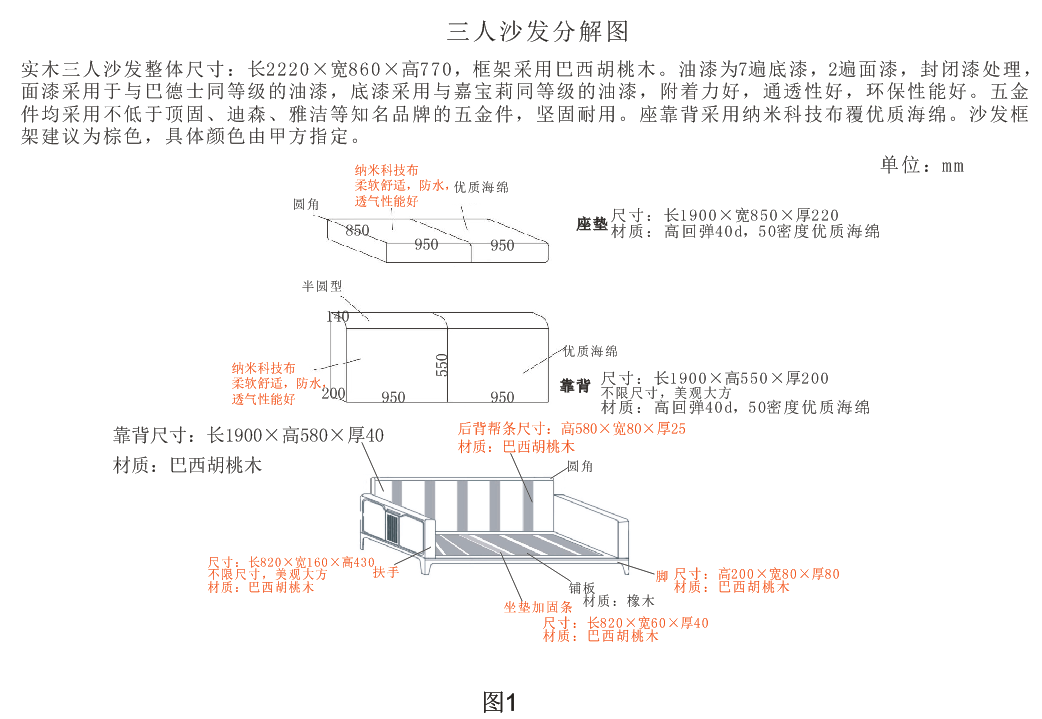 三人沙发分解图
实木三人沙发整体尺寸：长2220×宽860×高770，框架采用巴西胡桃木。油漆为7遍底漆，2遍面漆，封闭漆处理，
面漆采用于与巴德士同等级的油漆，底漆采用与嘉宝莉同等级的油漆，附着力好，通透性好，环保性能好。五金
件均采用不低于顶固、迪森、雅洁等知名品牌的五金件，坚固耐用。座靠背采用纳米科技布覆优质海绵。沙发框
架建议为棕色，具体颜色由甲方指定。
单位：mm
纳米科技布
柔软舒适，防水，
透气性能好
优质海绵
圆角
850
950
950
座垫
尺寸：长1900×宽850×厚220
材质：高回弹40d，50密度优质海绵
半圆型
140
550
200
950
950
纳米科技布
柔软舒适，防水，
透气性能好
优质海绵
靠背
尺寸：长1900×高550×厚200
不限尺寸，美观大方
材质：高回弹40d，50密度优质海绵
靠背尺寸：长1900×高580×厚40
材质：巴西胡桃木
后背帮条尺寸：高580×宽80×厚25
材质：巴西胡桃木
圆角
尺寸：长820×宽160×高430
不限尺寸，美观大方
材质：巴西胡桃木
扶手
铺板
材质：橡木
脚
尺寸：高200×宽80×厚80
材质：巴西胡桃木
坐垫加固条
尺寸：长820×宽60×厚40
材质：巴西胡桃木
图1